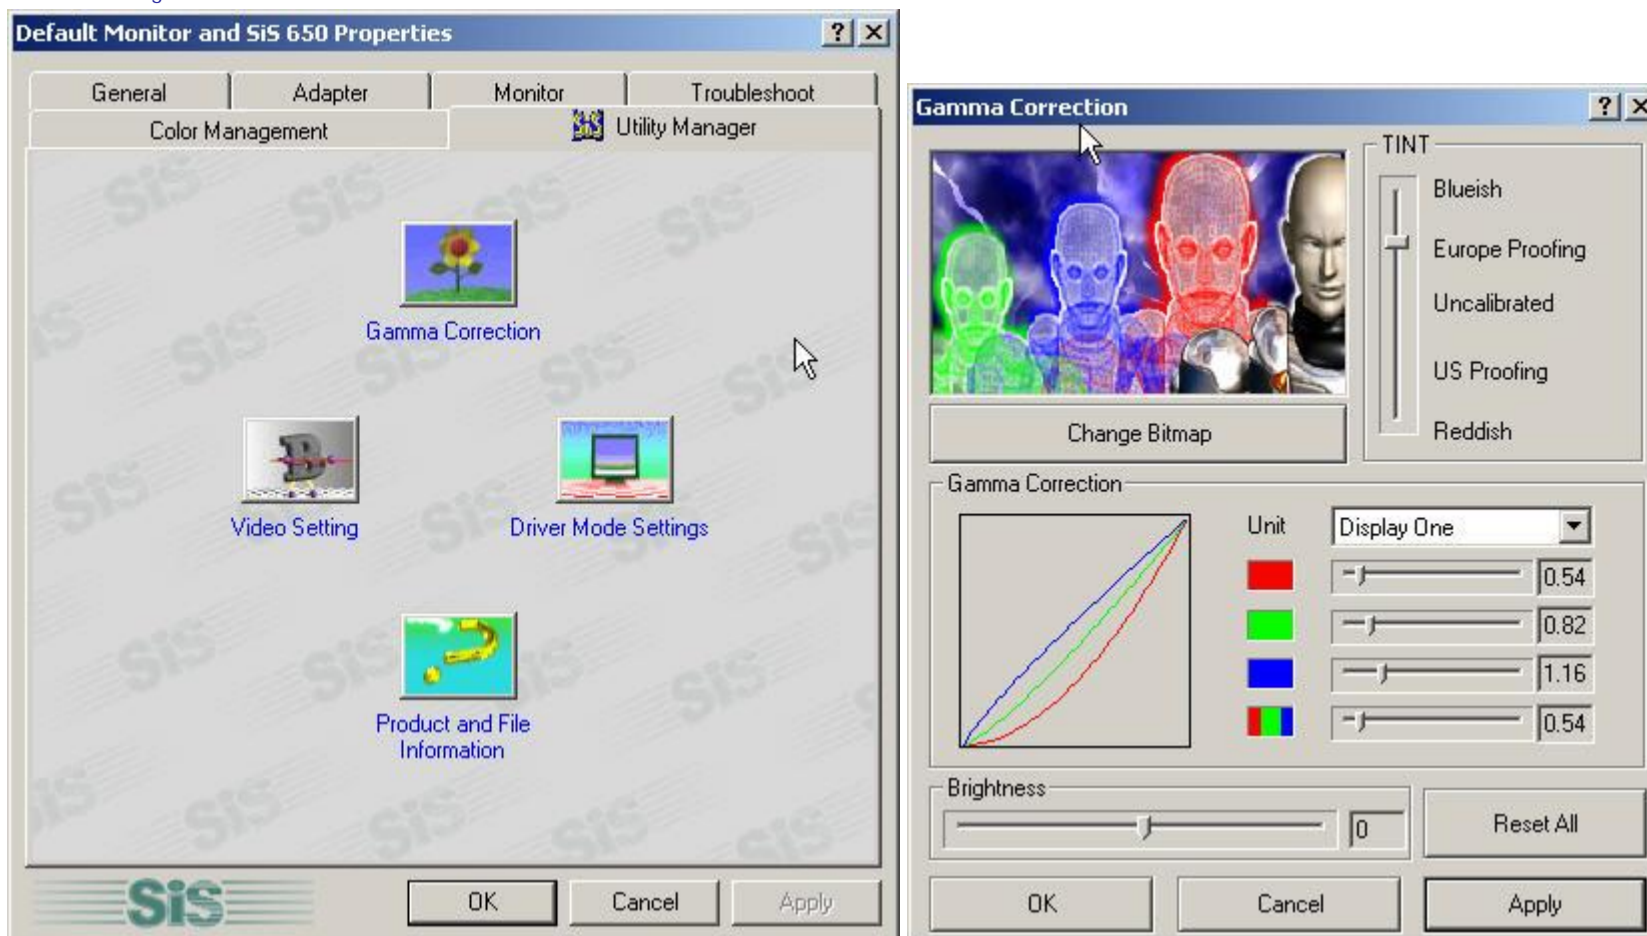 Default Monitor and SiS 650 Properties
General
Adapter
Monitor
Troubleshoot
Color Management
SiS Utility Manager
Gamma Correction
Video Setting
Driver Mode Settings
Product and File
Information
SiS
OK
Cancel
Apply
Gamma Correction
TINT
Blueish
Europe Proofing
Uncalibrated
US Proofing
Reddish
Change Bitmap
Gamma Correction
Unit
Display One
0.54
0.82
1.16
0.54
Brightness
0
Reset All
OK
Cancel
Apply